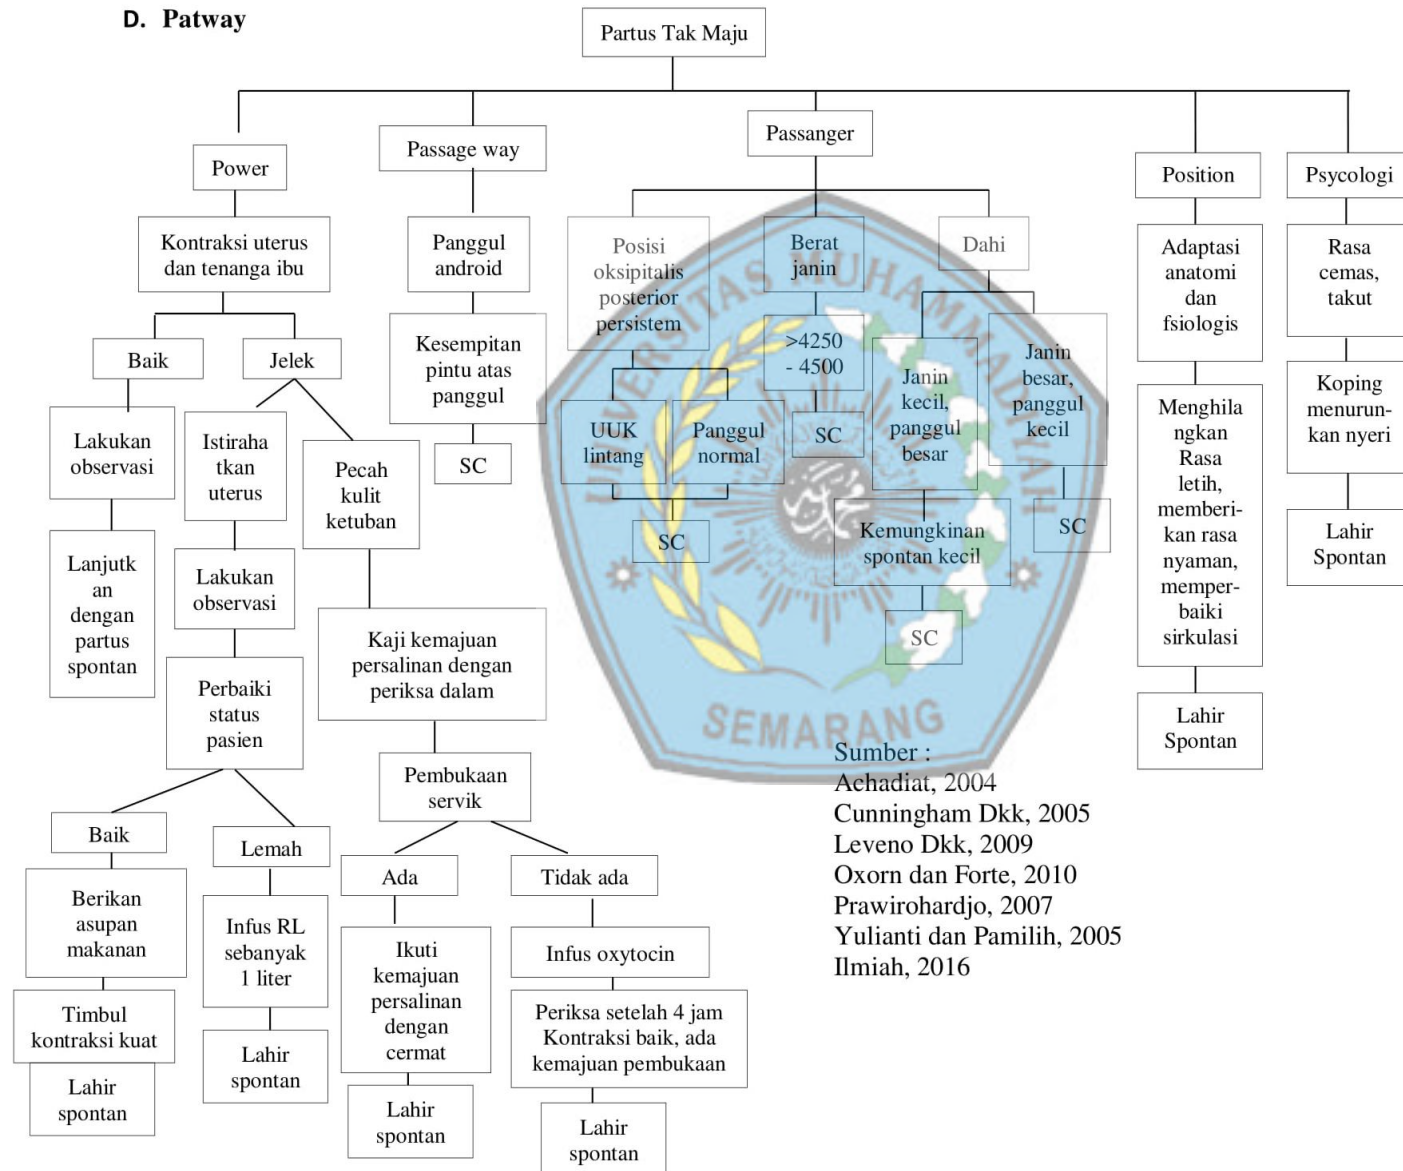 D. Patway
Partus Tak Maju
Power
Passage way
Passanger
Position
Psycologi
Kontraksi uterus
dan tenanga ibu
Panggul
android
Posisi
oksipitalis
posterior
persistem
Berat
janin
Dahi
Adaptasi
anatomi
dan
fsiologis
Rasa
cemas,
takut
Baik
Jelek
Kesempitan
pintu atas
panggul
>4250
- 4500
Janin
kecil,
panggul
besar
Janin
besar,
panggul
kecil
Koping
menurun-
kan nyeri
Lakukan
observasi
Istiraha
tkan
uterus
Pecah
kulit
ketuban
SC
UUK
lintang
Panggul
normal
SC
Menghila
ngkan
Rasa
letih,
memberi-
kan rasa
nyaman,
memper-
baiki
sirkulasi
Lanjutk
an
dengan
partus
spontan
Lakukan
observasi
SC
Kemungkinan
spontan kecil
SC
Lahir
Spontan
Kaji kemajuan
persalinan dengan
periksa dalam
SC
Perbaiki
status
pasien
Lahir
Spontan
Pembukaan
servik
Baik
Lemah
Ada
Tidak ada
Berikan
asupan
makanan
Infus RL
sebanyak
1 liter
Ikuti
kemajuan
persalinan
dengan
cermat
Infus oxytocin
Timbul
kontraksi kuat
Lahir
spontan
Periksa setelah 4 jam
Kontraksi baik, ada
kemajuan pembukaan
Lahir
spontan
Lahir
spontan
Lahir
spontan
Sumber :
Achadiat, 2004
Cunningham Dkk, 2005
Leveno Dkk, 2009
Oxorn dan Forte, 2010
Prawirohardjo, 2007
Yulianti dan Pamilih, 2005
Ilmiah, 2016
UNIVERSITAS MUHAMMADIYAH
SEMARANG